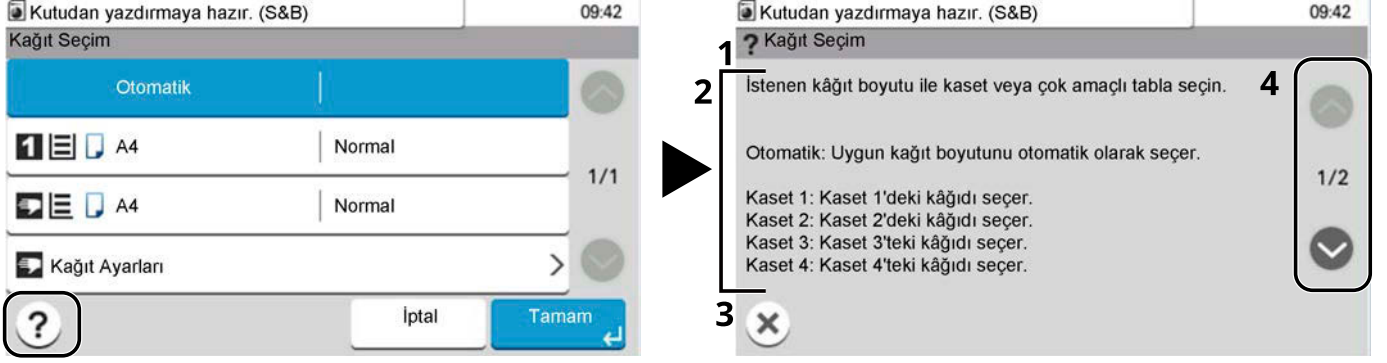 Kutudan yazdırmaya hazır. (S&B) 09:42
Kağıt Seçim
Otomatik
1 A4 Normal
A4 Normal
1/1
Kağıt Ayarları
?
İptal
Tamam
Kutudan yazdırmaya hazır. (S&B) 09:42
1 ? Kağıt Seçim
2
İstenen kâğıt boyutu ile kaset veya çok amaçlı tabla seçin.
4
Otomatik: Uygun kağıt boyutunu otomatik olarak seçer.
1/2
Kaset 1: Kaset 1'deki kâğıdı seçer.
Kaset 2: Kaset 2'deki kâğıdı seçer.
Kaset 3: Kaset 3'teki kâğıdı seçer.
Kaset 4: Kaset 4'teki kâğıdı seçer.
3